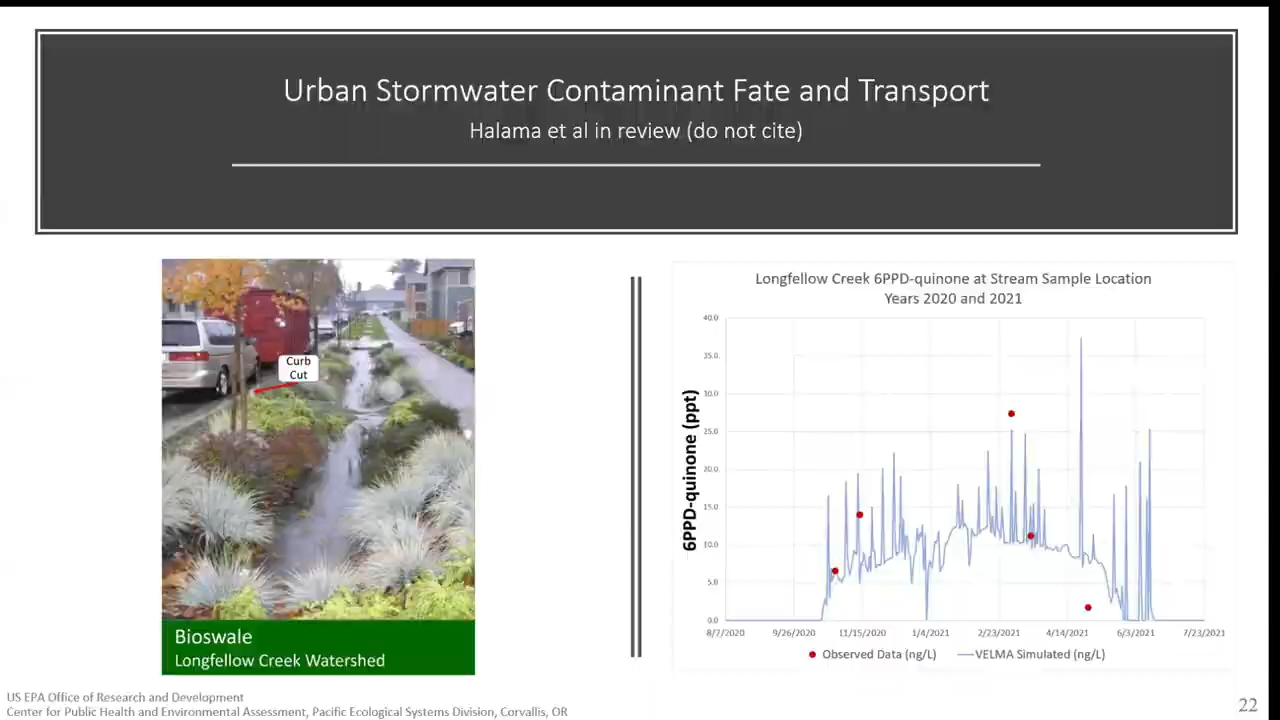 Urban Stormwater Contaminant Fate and Transport
Halama et al in review (do not cite)
Curb
Cut
Bioswale
Longfellow Creek Watershed
Longfellow Creek 6PPD-quinone at Stream Sample Location
Years 2020 and 2021
6PPD-quinone (ppt)
40.0
35.0
30.0
25.0
20.0
15.0
10.0
5.0
0.0
8/7/2020 9/26/2020 11/15/2020 1/4/2021 2/23/2021 4/14/2021 6/3/2021 7/23/2021
Observed Data (ng/L) VELMA Simulated (ng/L)
US EPA Office of Research and Development
Center for Public Health and Environmental Assessment, Pacific Ecological Systems Division, Corvallis, OR
22